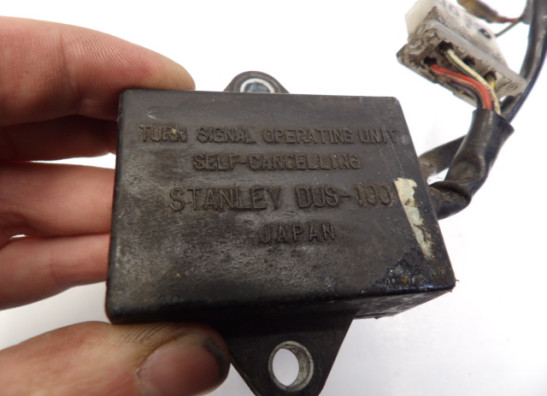 TURN SIGNAL OPERATING UNIT
SELF-CANCELLING
STANLEY DUS-100
JAPAN